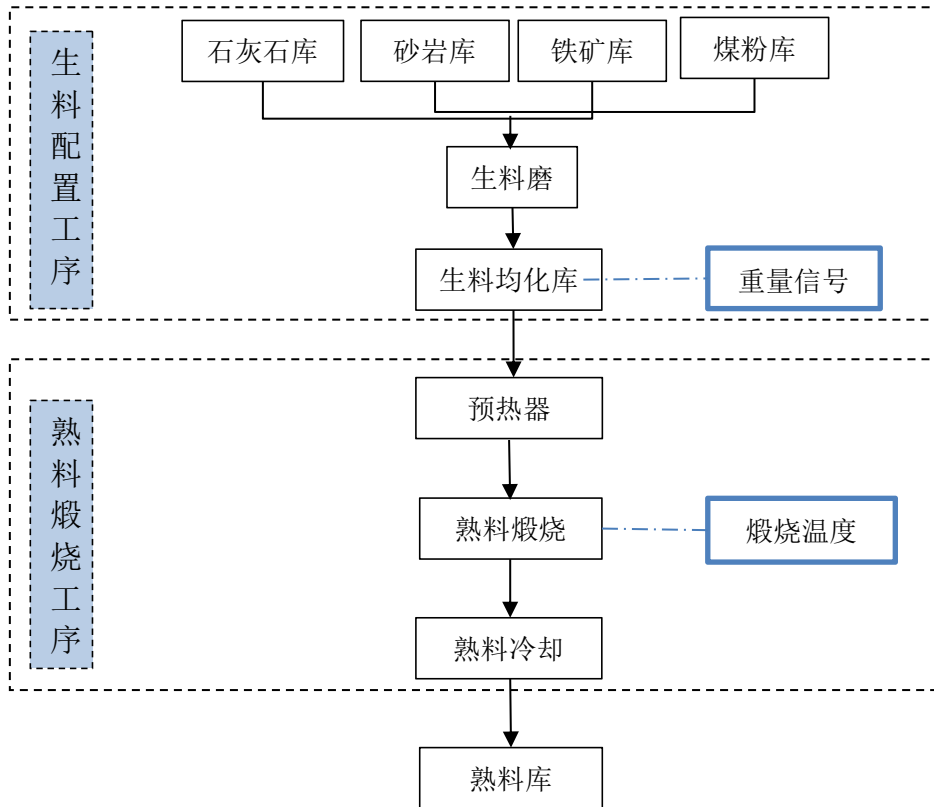 生料配置工序
石灰石库
砂岩库
铁矿库
煤粉库
生料磨
生料均化库
重量信号
熟料煅烧工序
预热器
熟料煅烧
煅烧温度
熟料冷却
熟料库